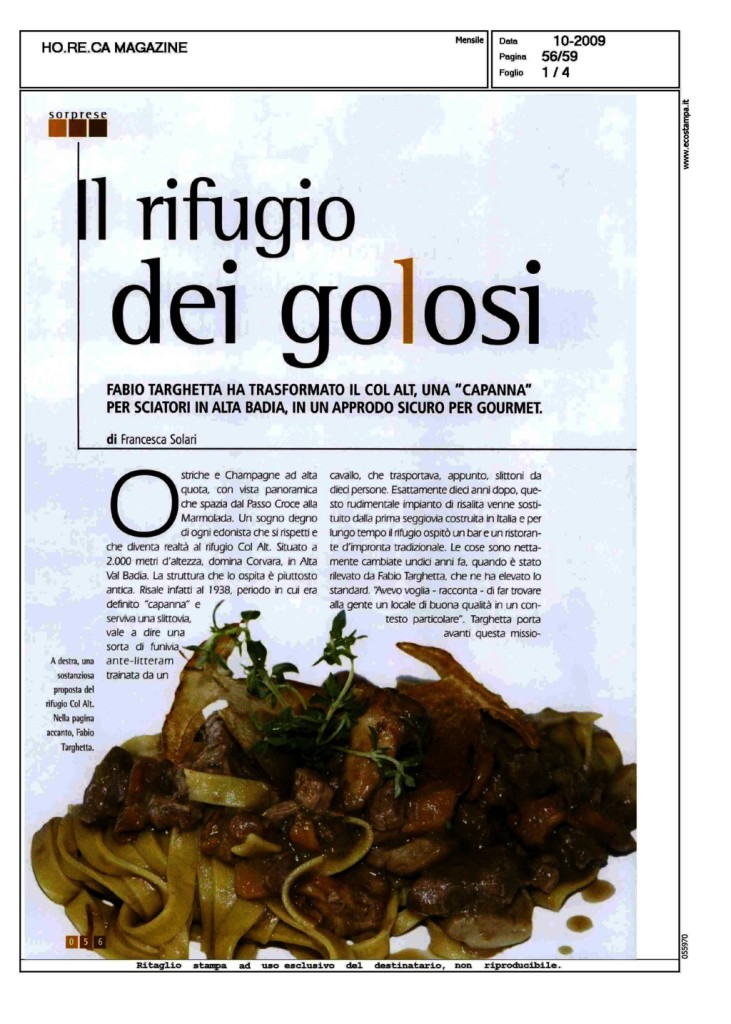 HO.RE.CA MAGAZINE
Mensile
Data 10-2009
Pagina 56/59
Foglio 1 / 4
www.ecostampa.it
sorprese
Il rifugio
dei golosi
FABIO TARGHETTA HA TRASFORMATO IL COL ALT, UNA "CAPANNA"
PER SCIATORI IN ALTA BADIA, IN UN APPRODO SICURO PER GOURMET.
di Francesca Solari
Ostriche e Champagne ad alta
quota, con vista panoramica
che spazia dal Passo Croce alla
Marmolada. Un sogno degno
di ogni edonista che si rispetti e
che diventa realtà al rifugio Col Alt. Situato a
2.000 metri d'altezza, domina Corvara, in Alta
Val Badia. La struttura che lo ospita è piuttosto
antica. Risale infatti al 1938, periodo in cui era
definito "capanna" e
serviva una slittovia,
vale a dire una
sorta di funivia
ante-litteram
trainata da un
cavallo, che trasportava, appunto, slittoni da
dieci persone. Esattamente dieci anni dopo, que-
sto rudimentale impianto di risalita venne sosti-
tuito dalla prima seggiovia costruita in Italia e per
lungo tempo il rifugio ospitò un bar e un ristoran-
te d'impronta tradizionale. Le cose sono netta-
mente cambiate undici anni fa, quando è stato
rilevato da Fabio Targhetta, che ne ha elevato lo
standard. "Avevo voglia - racconta - di far trovare
alla gente un locale di buona qualità in un con-
testo particolare". Targhetta porta
avanti questa missio-
A destra, una
sostanziosa
proposta del
rifugio Col Alt.
Nella pagina
accanto, Fabio
Targhetta.
056
055970
Ritaglio stampa ad uso esclusivo del destinatario, non riproducibile.